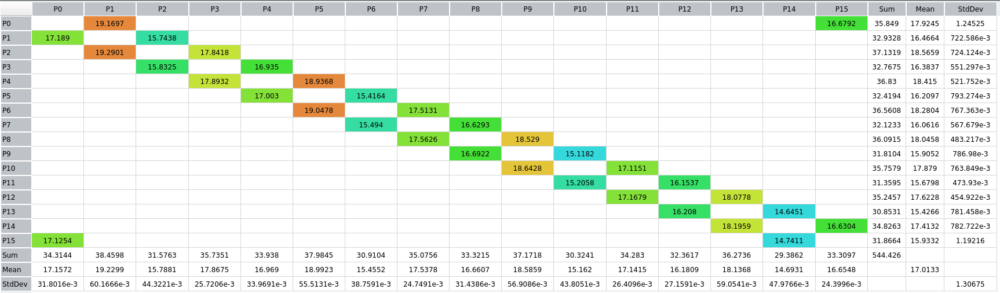 P0 P1 P2 P3 P4 P5 P6 P7 P8 P9 P10 P11 P12 P13 P14 P15 Sum Mean StdDev
P0 19.1697 16.6792 35.849 17.9245 1.24525
P1 17.189 15.7438 32.9328 16.4664 722.586e-3
P2 19.2901 17.8418 37.1319 18.5659 724.124e-3
P3 15.8325 16.935 32.7675 16.3837 551.297e-3
P4 17.8932 18.9368 36.83 18.415 521.752e-3
P5 17.003 15.4164 32.4194 16.2097 793.274e-3
P6 19.0478 17.5131 36.5608 18.2804 767.363e-3
P7 15.494 16.6293 32.1233 16.0616 567.679e-3
P8 17.5626 18.529 36.0915 18.0458 483.217e-3
P9 16.6922 15.1182 31.8104 15.9052 786.98e-3
P10 18.6428 17.1151 35.7579 17.879 763.849e-3
P11 15.2058 16.1537 31.3595 15.6798 473.93e-3
P12 17.1679 18.0778 35.2457 17.6228 454.922e-3
P13 16.208 14.6451 30.8531 15.4266 781.458e-3
P14 18.1959 16.6304 34.8263 17.4132 782.722e-3
P15 17.1254 14.7411 31.8664 15.9332 1.19216
Sum 34.3144 38.4598 31.5763 35.7351 33.938 37.9845 30.9104 35.0756 33.3215 37.1718 30.3241 34.283 32.3617 36.2736 29.3862 33.3097 544.426
Mean 17.1572 19.2299 15.7881 17.8675 16.969 18.9923 15.4552 17.5378 16.6607 18.5859 15.162 17.1415 16.1809 18.1368 14.6931 16.6548 17.0133
StdDev 31.8016e-3 60.1666e-3 44.3221e-3 25.7206e-3 33.9691e-3 55.5131e-3 38.7591e-3 24.7491e-3 31.4386e-3 56.9086e-3 43.8051e-3 26.4096e-3 27.1591e-3 59.0541e-3 47.9766e-3 24.3996e-3 1.30675